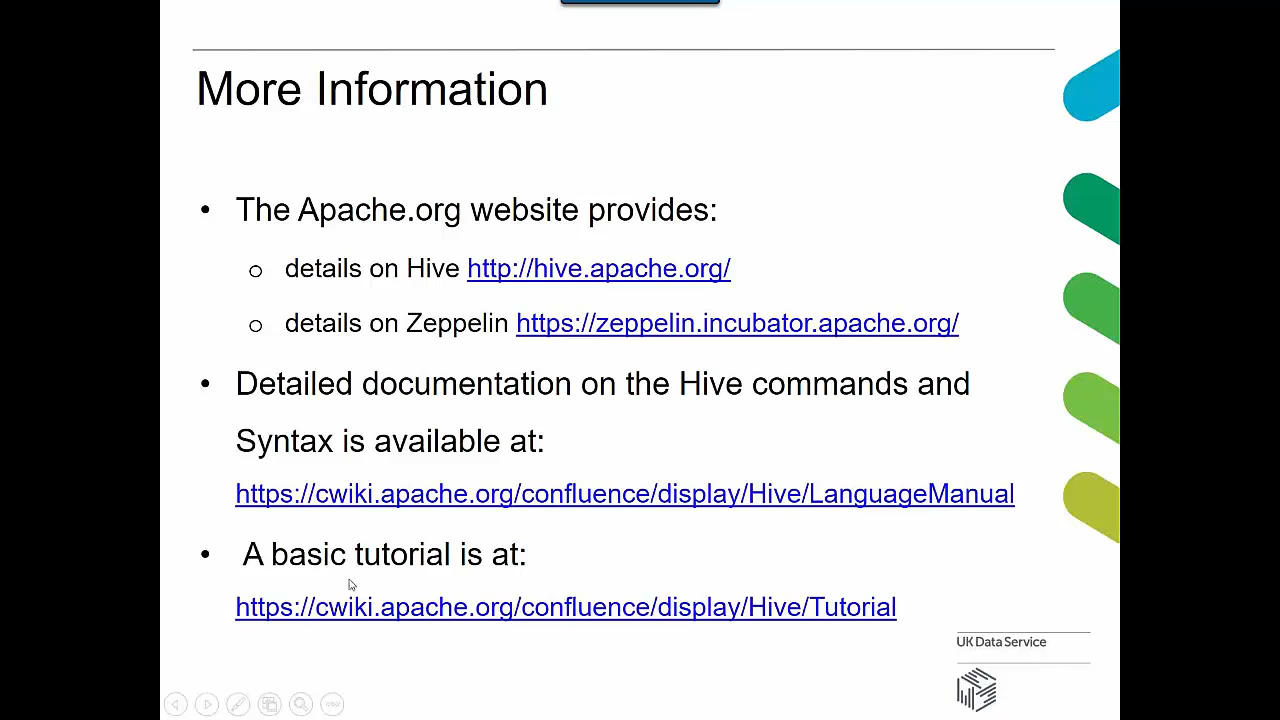 More Information
• The Apache.org website provides:
o details on Hive http://hive.apache.org/
o details on Zeppelin https://zeppelin.incubator.apache.org/
• Detailed documentation on the Hive commands and
Syntax is available at:
https://cwiki.apache.org/confluence/display/Hive/LanguageManual
• A basic tutorial is at:
https://cwiki.apache.org/confluence/display/Hive/Tutorial
UK Data Service